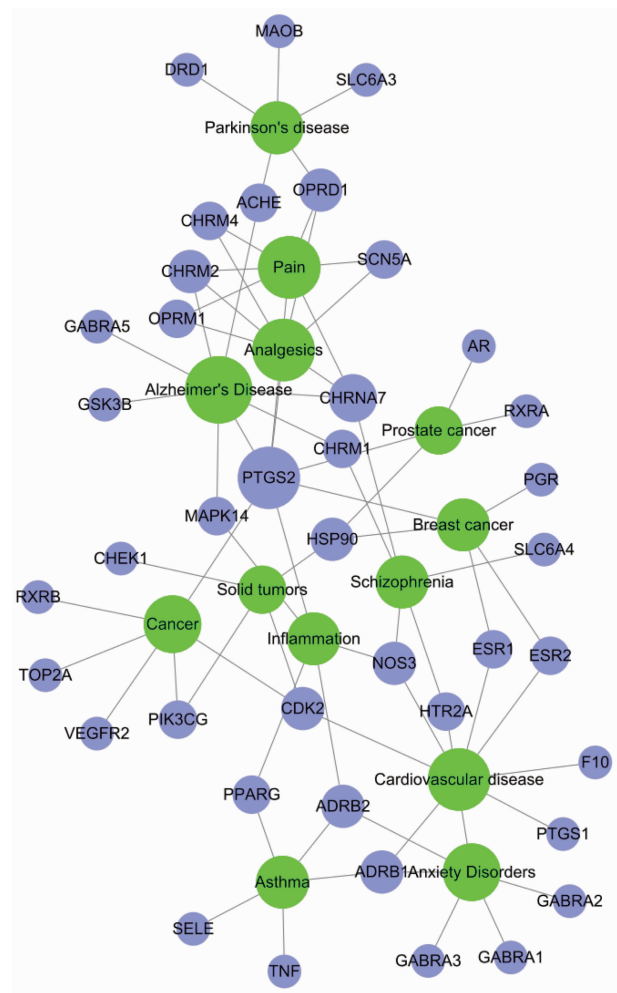 MAOB
DRD1
SLC6A3
Parkinson's disease
ACHE
OPRD1
CHRM4
Pain
SCN5A
CHRM2
OPRM1
GABRA5
Analgesics
AR
Alzheimer's Disease
CHRNA7
GSK3B
RXRA
Prostate cancer
CHRM1
PTGS2
PGR
MAPK14
Breast cancer
HSP90
SLC6A4
CHEK1
Schizophrenia
Solid tumors
RXRB
Cancer
Inflammation
ESR1
ESR2
NOS3
TOP2A
CDK2
HTR2A
VEGFR2
PIK3CG
F10
Cardiovascular disease
PPARG
ADRB2
PTGS1
ADRB1
Anxiety Disorders
Asthma
GABRA2
SELE
GABRA1
GABRA3
TNF